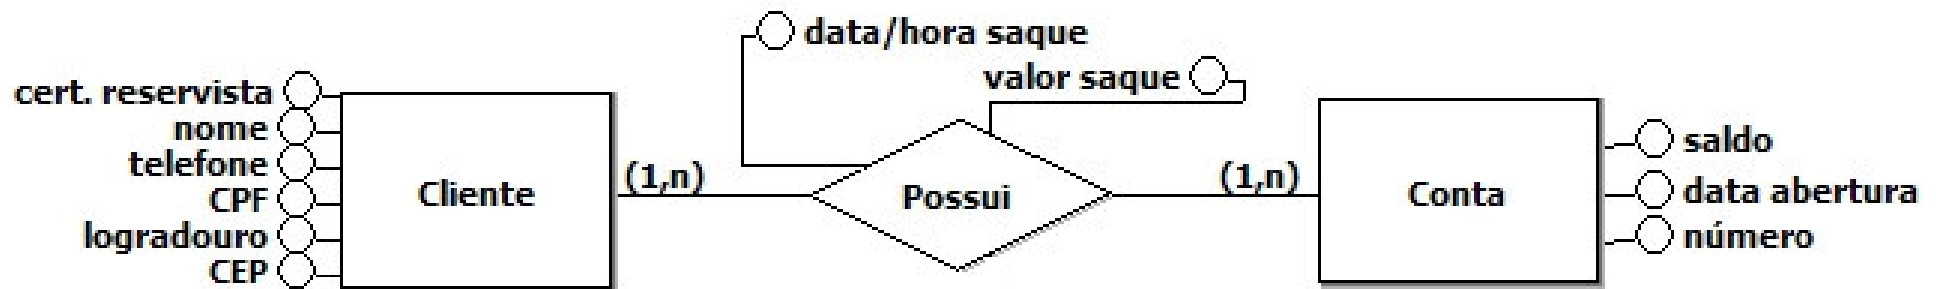 data/hora saque
valor saque
cert. reservista
nome
telefone
CPF
logradouro
CEP
Cliente
(1,n)
Possui
(1,n)
Conta
saldo
data abertura
número